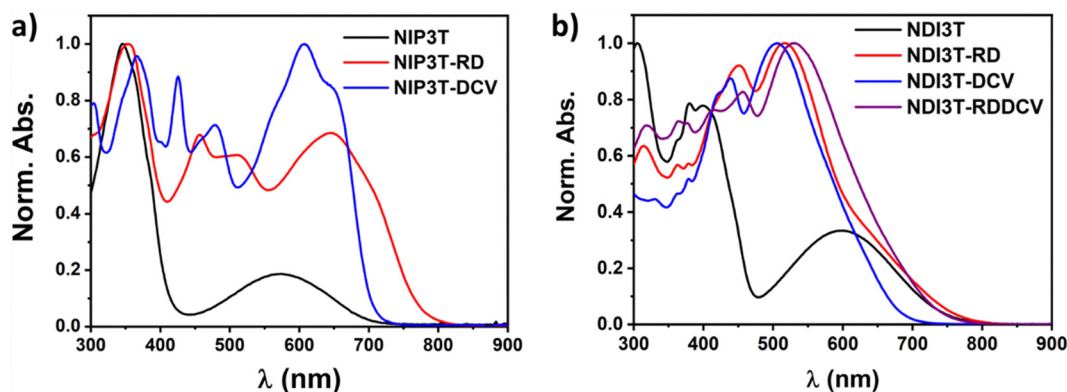 a)
NIP3T
NIP3T-RD
NIP3T-DCV
Norm. Abs.
1.0
0.8
0.6
0.4
0.2
0.0
300 400 500 600 700 800 900
λ (nm)
b)
NDI3T
NDI3T-RD
NDI3T-DCV
NDI3T-RDDCV
Norm. Abs.
1.0
0.8
0.6
0.4
0.2
0.0
300 400 500 600 700 800 900
λ (nm)